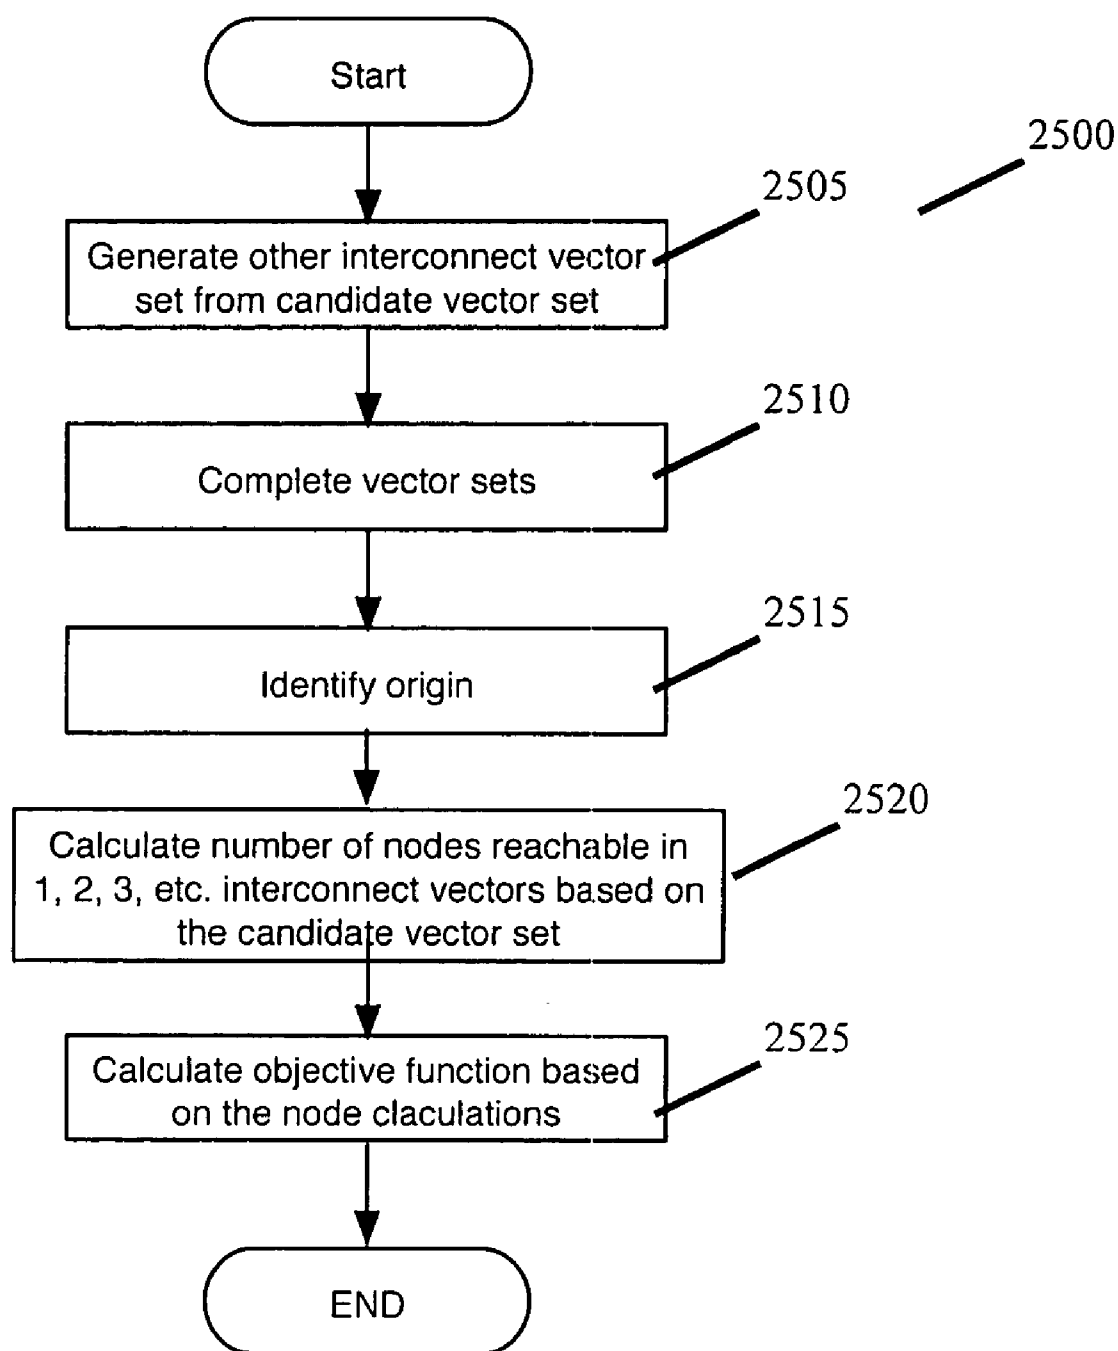 Start
2500
2505
Generate other interconnect vector
set from candidate vector set
2510
Complete vector sets
2515
Identify origin
2520
Calculate number of nodes reachable in
1, 2, 3, etc. interconnect vectors based on
the candidate vector set
2525
Calculate objective function based
on the node claculations
END